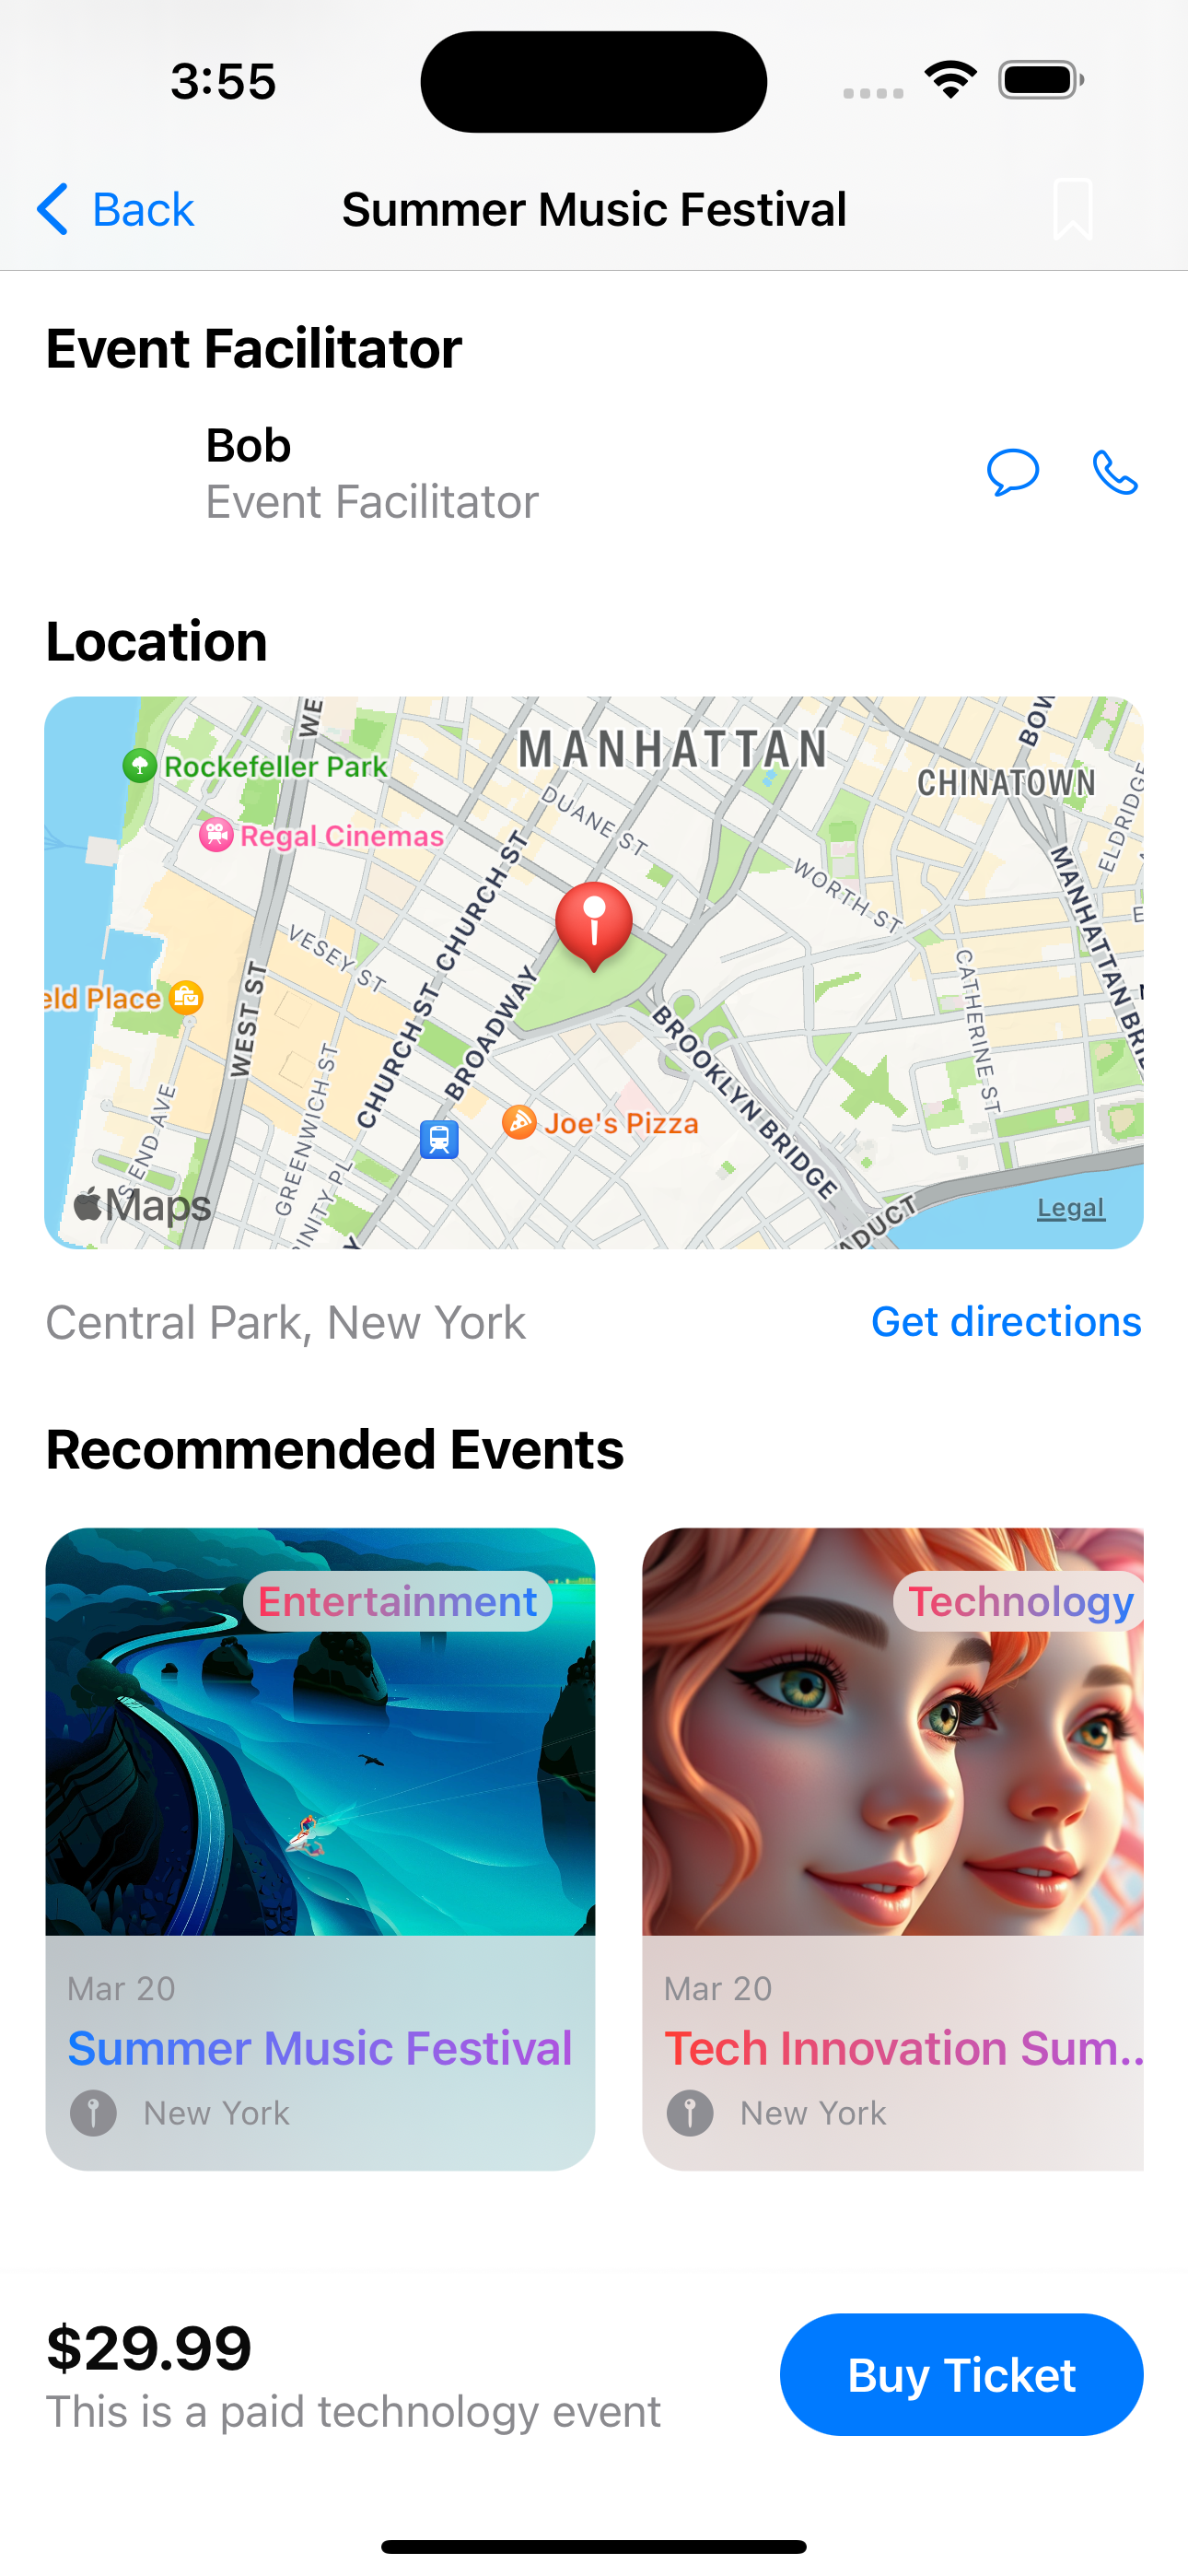 3:55
Back
Summer Music Festival
Event Facilitator
Bob
Event Facilitator
Location
WE
MANHATTAN
BOW
Rockefeller Park
CHINATOWN
Regal Cinemas
DUANE ST
ELDRIDGE
CHURCH ST
WORTH ST
MANHATTAN BRI
VESEY ST
eld Place
WEST ST
CHURCH ST
BROADWAY
CATHERINE ST
BROOKLYN BRIDGE
GREENWICH ST
Joe's Pizza
S END AVE
INITY PL
Maps
ADUCT
Legal
Central Park, New York
Get directions
Recommended Events
Entertainment
Technology
Mar 20
Summer Music Festival
New York
Mar 20
Tech Innovation Sum..
New York
$29.99
This is a paid technology event
Buy Ticket